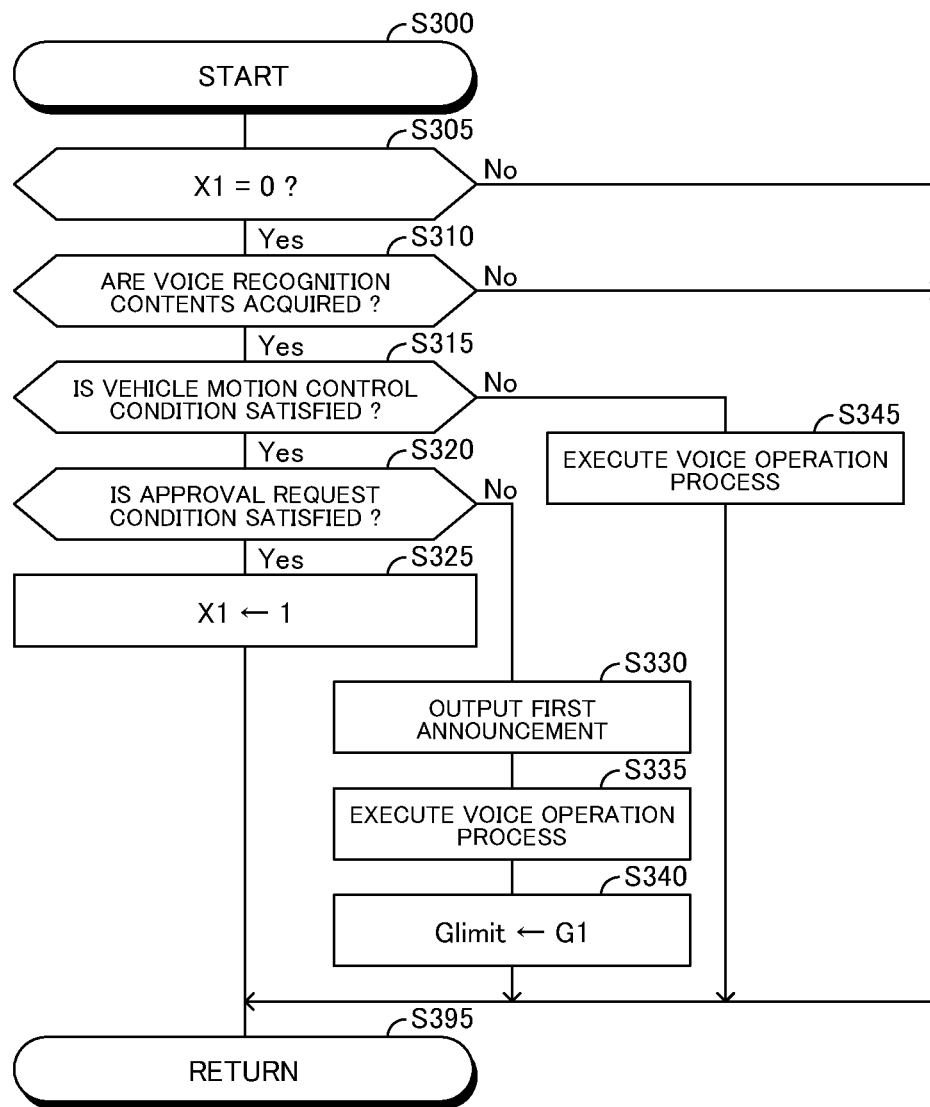 S300
START
S305
X1 = 0 ?
No
Yes
S310
ARE VOICE RECOGNITION
CONTENTS ACQUIRED ?
No
Yes
S315
IS VEHICLE MOTION CONTROL
CONDITION SATISFIED ?
No
Yes
S345
EXECUTE VOICE OPERATION
PROCESS
S320
IS APPROVAL REQUEST
CONDITION SATISFIED ?
No
Yes
S325
X1 ← 1
S330
OUTPUT FIRST
ANNOUNCEMENT
S335
EXECUTE VOICE OPERATION
PROCESS
S340
Glimit ← G1
S395
RETURN